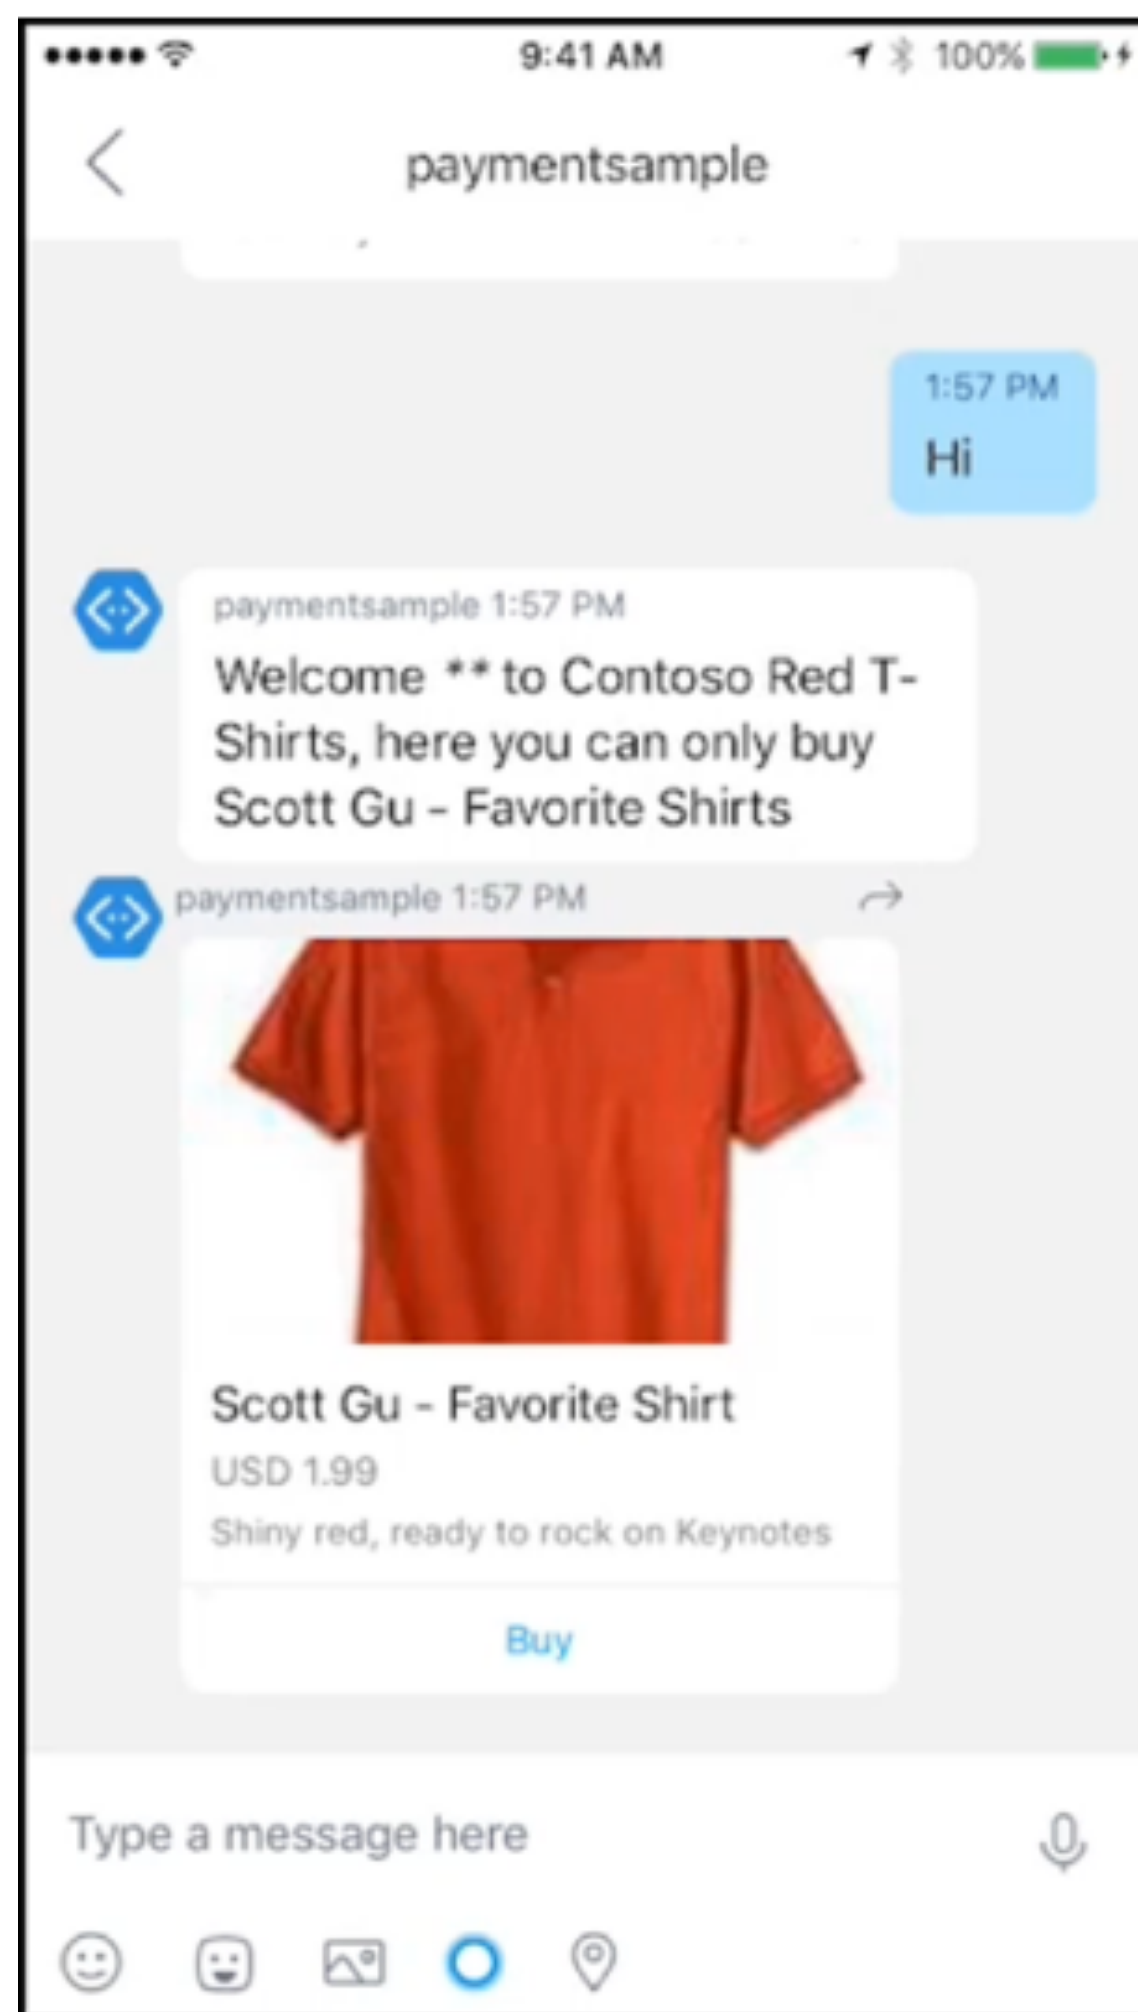 9:41 AM
100%
paymentsample
1:57 PM
Hi
paymentsample 1:57 PM
Welcome ** to Contoso Red T-
Shirts, here you can only buy
Scott Gu - Favorite Shirts
paymentsample 1:57 PM
Scott Gu - Favorite Shirt
USD 1.99
Shiny red, ready to rock on Keynotes
Buy
Type a message here